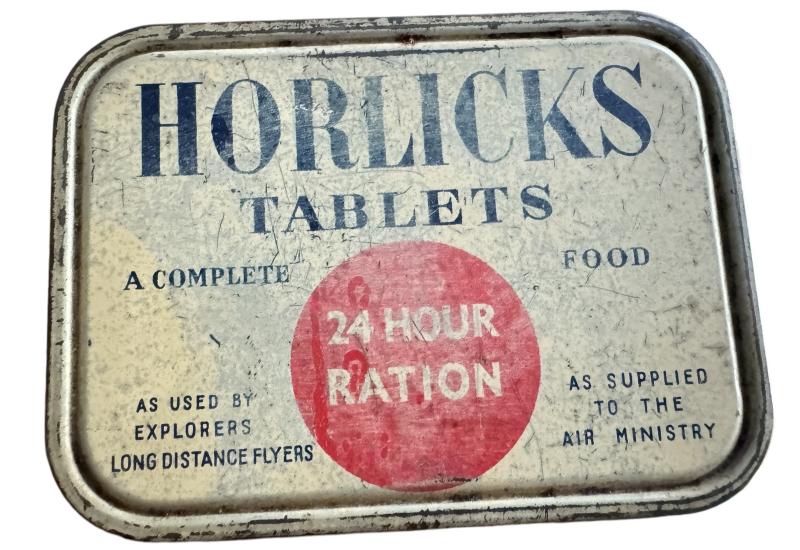 HORLICKS
TABLETS
A COMPLETE FOOD
24 HOUR
RATION
AS USED BY
EXPLORERS
LONG DISTANCE FLYERS
AS SUPPLIED
TO THE
AIR MINISTRY